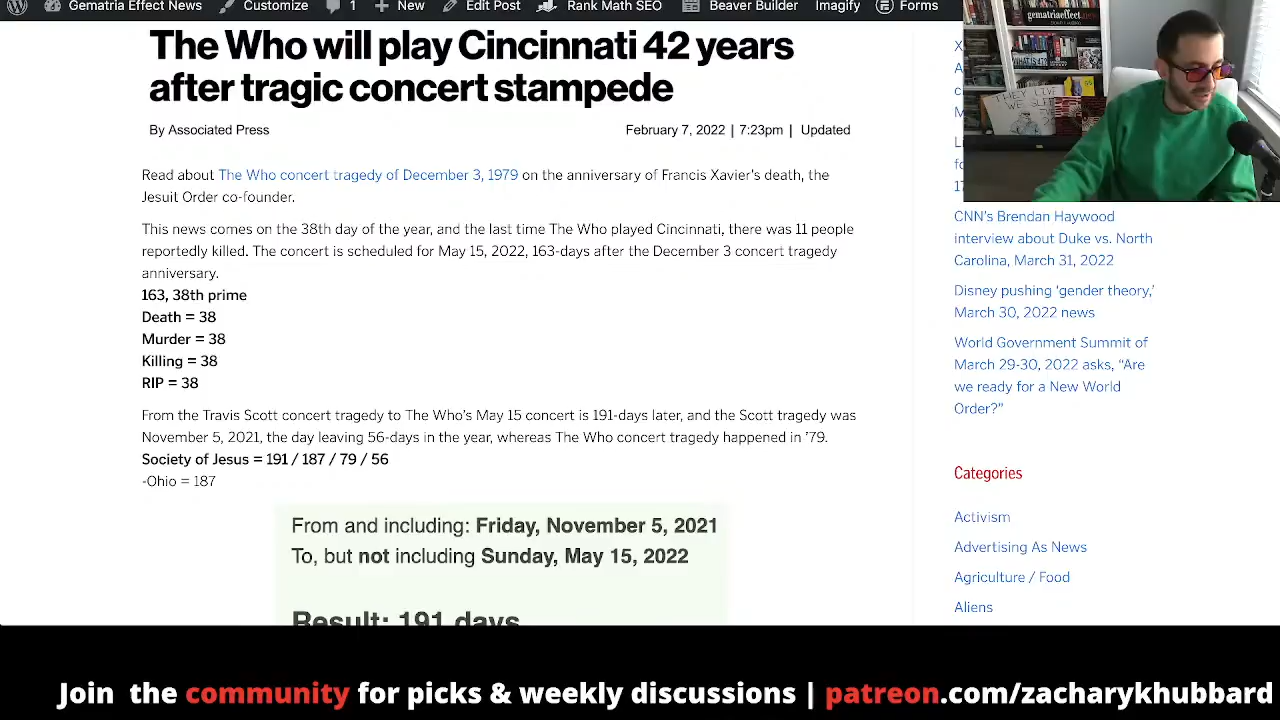 Gematria Effect News
Customize
1
New
Edit Post
Rank Math SEO
Beaver Builder
Imagify
Forms
gematriaeffect.
The Who will play Cincinnati 42 years
after tragic concert stampede
By Associated Press
February 7, 2022 | 7:23pm | Updated
Read about The Who concert tragedy of December 3, 1979 on the anniversary of Francis Xavier's death, the
Jesuit Order co-founder.
This news comes on the 38th day of the year, and the last time The Who played Cincinnati, there was 11 people
reportedly killed. The concert is scheduled for May 15, 2022, 163-days after the December 3 concert tragedy
anniversary.
163, 38th prime
Death = 38
Murder = 38
Killing = 38
RIP = 38
From the Travis Scott concert tragedy to The Who's May 15 concert is 191-days later, and the Scott tragedy was
November 5, 2021, the day leaving 56-days in the year, whereas The Who concert tragedy happened in '79.
Society of Jesus = 191 / 187 / 79 / 56
-Ohio = 187
From and including: Friday, November 5, 2021
To, but not including Sunday, May 15, 2022
Result: 191 days
THEY LIVE
WE SLEEP
CNN's Brendan Haywood
interview about Duke vs. North
Carolina, March 31, 2022
Disney pushing 'gender theory,'
March 30, 2022 news
World Government Summit of
March 29-30, 2022 asks, "Are
we ready for a New World
Order?"
Categories
Activism
Advertising As News
Agriculture / Food
Aliens
Join the community for picks & weekly discussions | patreon.com/zacharykhubbard